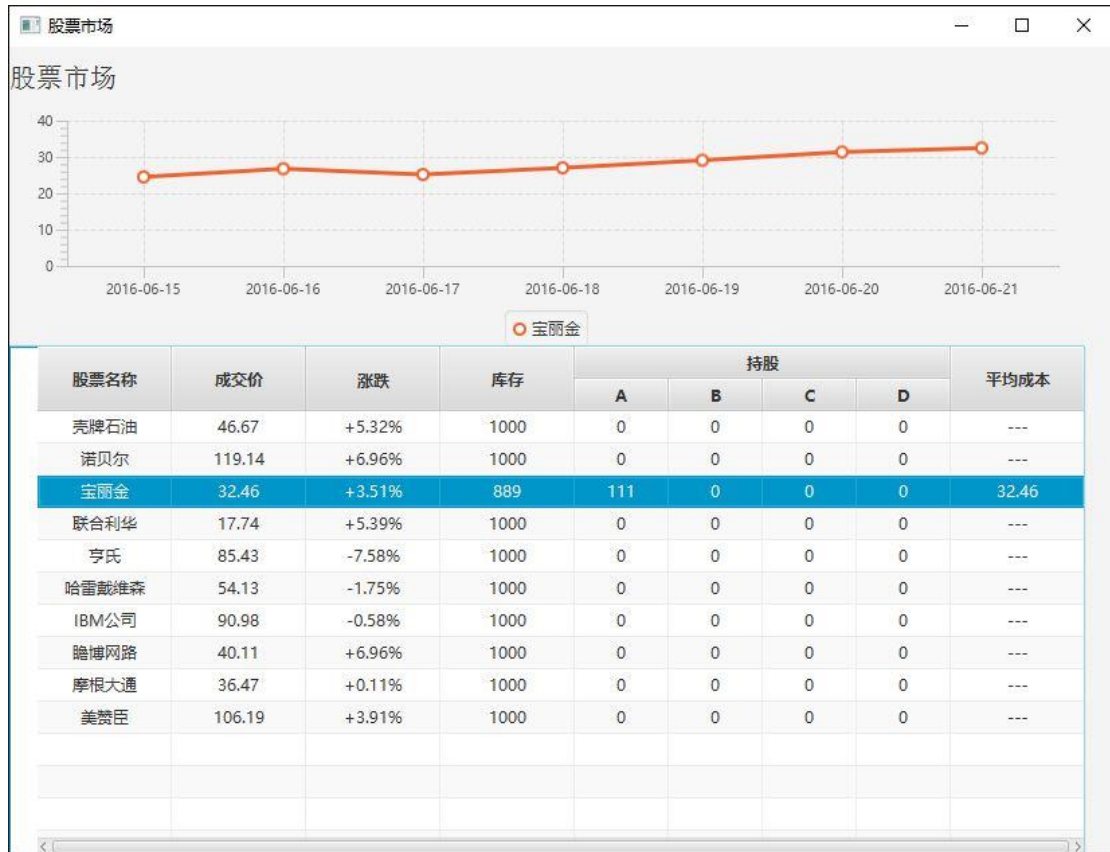 股票市场
股票市场
40
30
20
10
0
2016-06-15 2016-06-16 2016-06-17 2016-06-18 2016-06-19 2016-06-20 2016-06-21
宝丽金
股票名称 成交价 涨跌 库存 持股 平均成本
A B C D
壳牌石油 46.67 +5.32% 1000 0 0 0 0 ---
诺贝尔 119.14 +6.96% 1000 0 0 0 0 ---
宝丽金 32.46 +3.51% 889 111 0 0 0 32.46
联合利华 17.74 +5.39% 1000 0 0 0 0 ---
亨氏 85.43 -7.58% 1000 0 0 0 0 ---
哈雷戴维森 54.13 -1.75% 1000 0 0 0 0 ---
IBM公司 90.98 -0.58% 1000 0 0 0 0 ---
瞻博网路 40.11 +6.96% 1000 0 0 0 0 ---
摩根大通 36.47 +0.11% 1000 0 0 0 0 ---
美赞臣 106.19 +3.91% 1000 0 0 0 0 ---